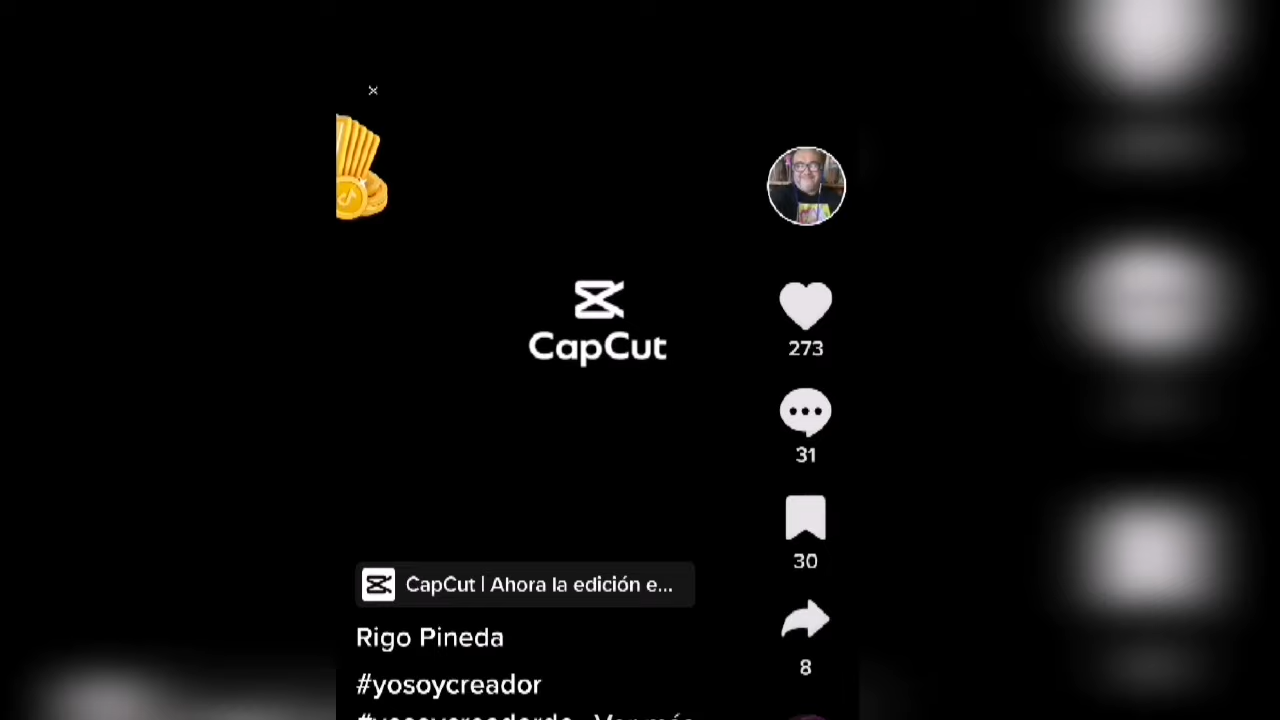 CapCut
273
31
30
8
CapCut | Ahora la edición e...
Rigo Pineda
#yosoycreador